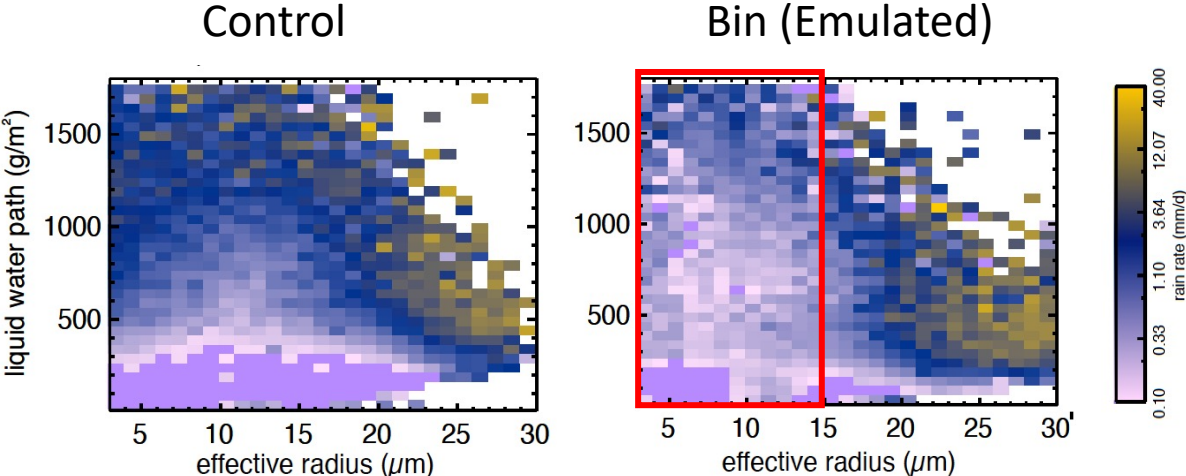 Control
Bin (Emulated)
liquid water path (g/m²)
1500
1000
500
5 10 15 20 25 30
effective radius (μm)
1500
1000
500
5 10 15 20 25 30'
effective radius (μm)
40.00
12.07
3.64
1.10
0.33
0.10
rain rate (mm/d)